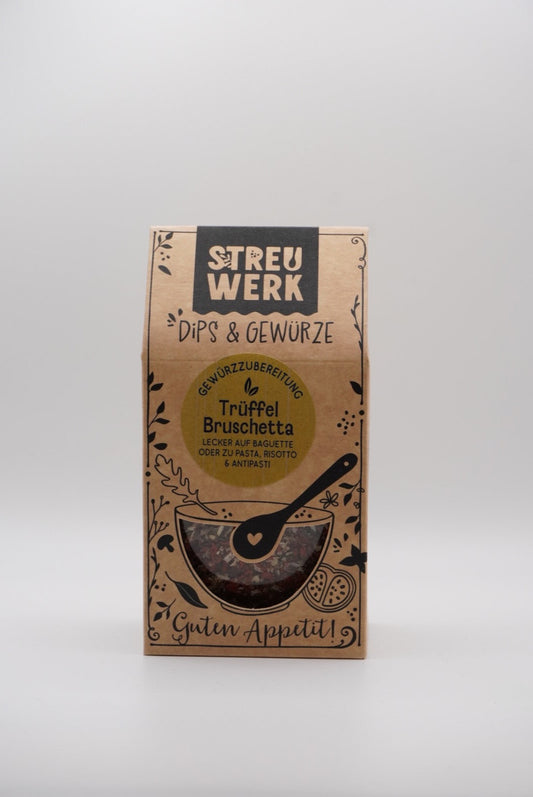 STREU
WERK
DiPS & GEWÜRZE
GEWÜRZZUBEREITUNG
Trüffel
Bruschetta
LECKER AUF BAGUETTE
ODER ZU PASTA, RISOTTO
& ANTIPASTI
Guten Appetit!